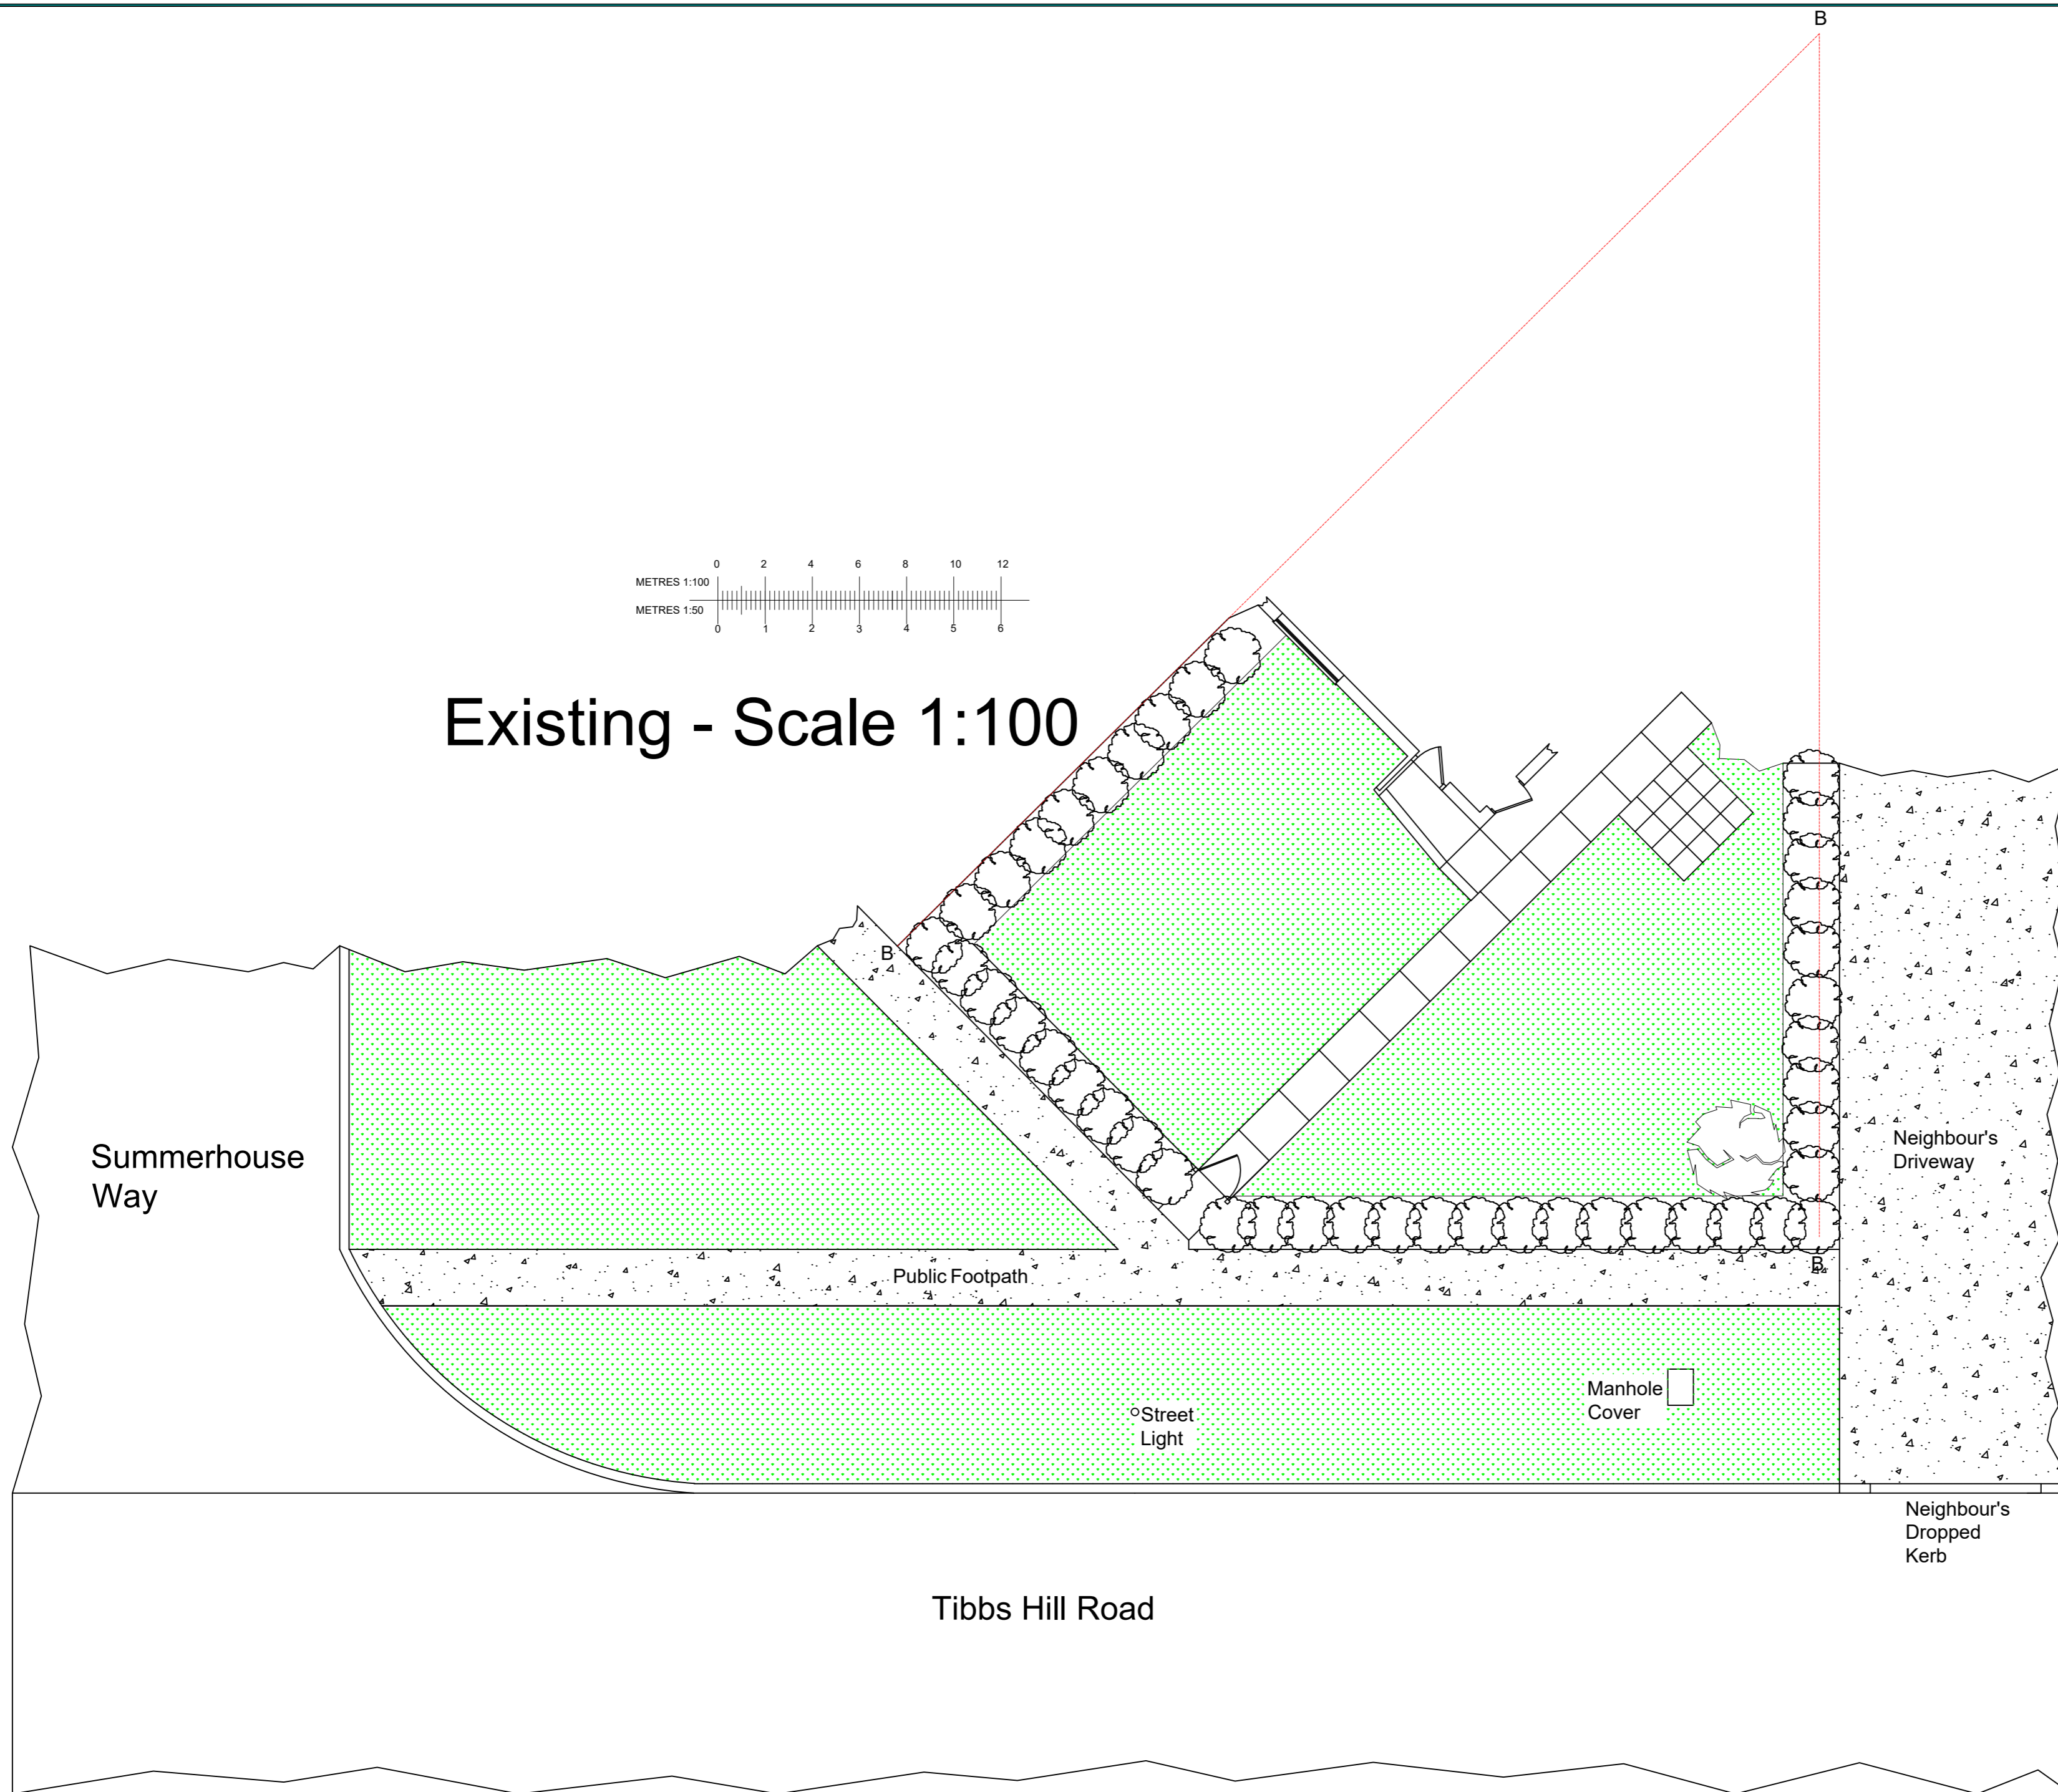 B
0 2 4 6 8 10 12
METRES 1:100
METRES 1:50
0 1 2 3 4 5 6
Existing - Scale 1:100
B
Summerhouse
Way
Neighbour's
Driveway
B
Public Footpath
Manhole
Cover
Street
Light
Neighbour's
Dropped
Kerb
Tibbs Hill Road